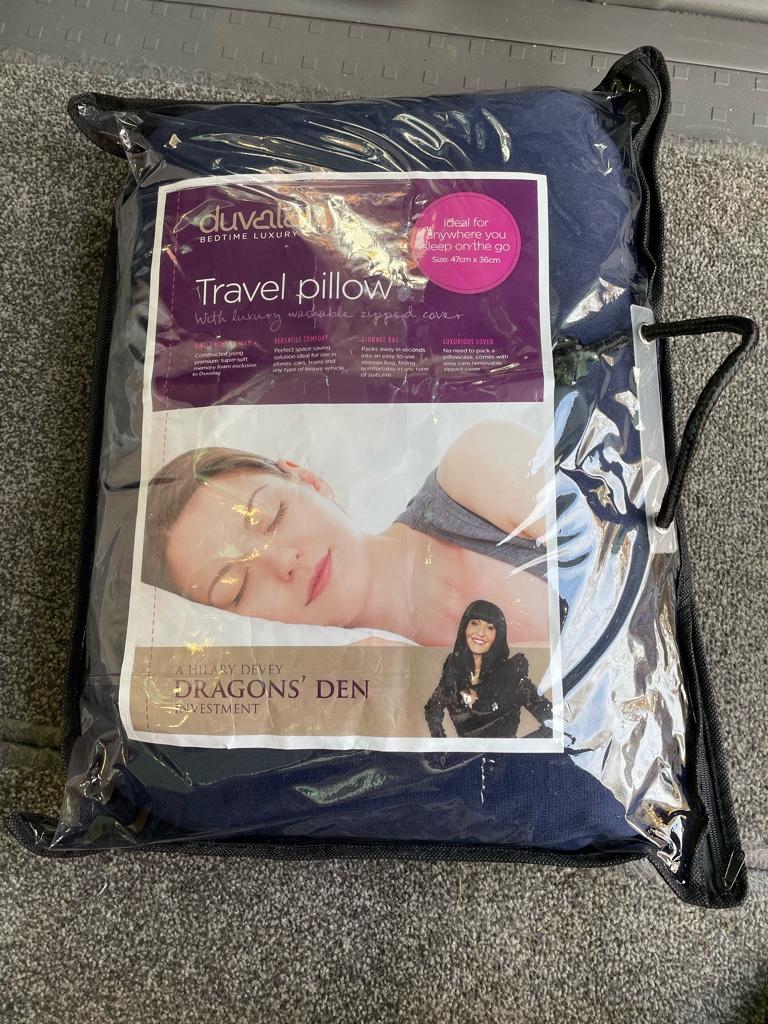 duvalay
BEDTIME LUXURY
Ideal for
anywhere you
sleep on the go
Size: 47cm x 36cm
Travel pillow
With luxury washable zipped cover
Constructed using
premium, super-soft
memory foam exclusive
to Duvalay
VERSATILE COMFORT
Perfect space saving
solution ideal for use in
planes, cars, trains and
any type of leisure vehicle
STORAGE BAG
Packs away in seconds
into an easy-to-use
storage bag, fitting
comfortably in any type
of suitcase
LUXURIOUS COVER
No need to pack a
pillowcase, comes with
easy care removable
zipped cover
A HILARY DEVEY
DRAGONS' DEN
INVESTMENT